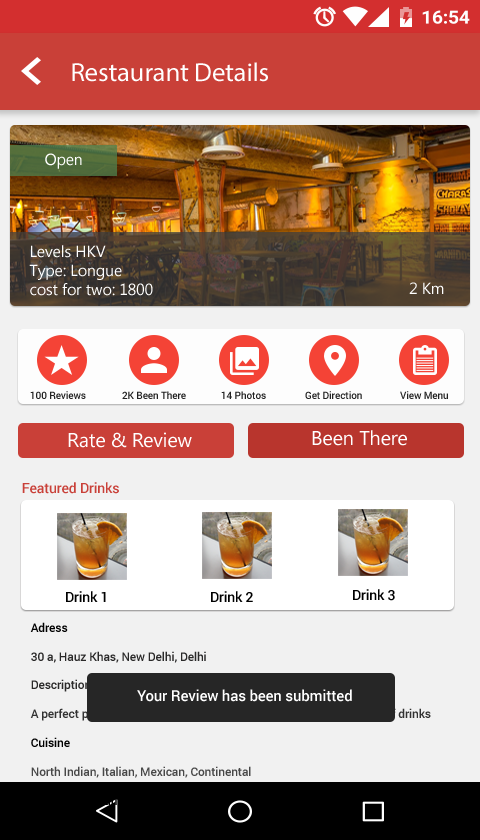 16:54
Restaurant Details
Open
Levels HKV
Type: Longue
cost for two: 1800
2 Km
100 Reviews
2K Been There
14 Photos
Get Direction
View Menu
Rate & Review
Been There
Featured Drinks
Drink 1
Drink 2
Drink 3
Adress
30 a, Hauz Khas, New Delhi, Delhi
Description
A perfect
drinks
Your Review has been submitted
Cuisine
North Indian, Italian, Mexican, Continental